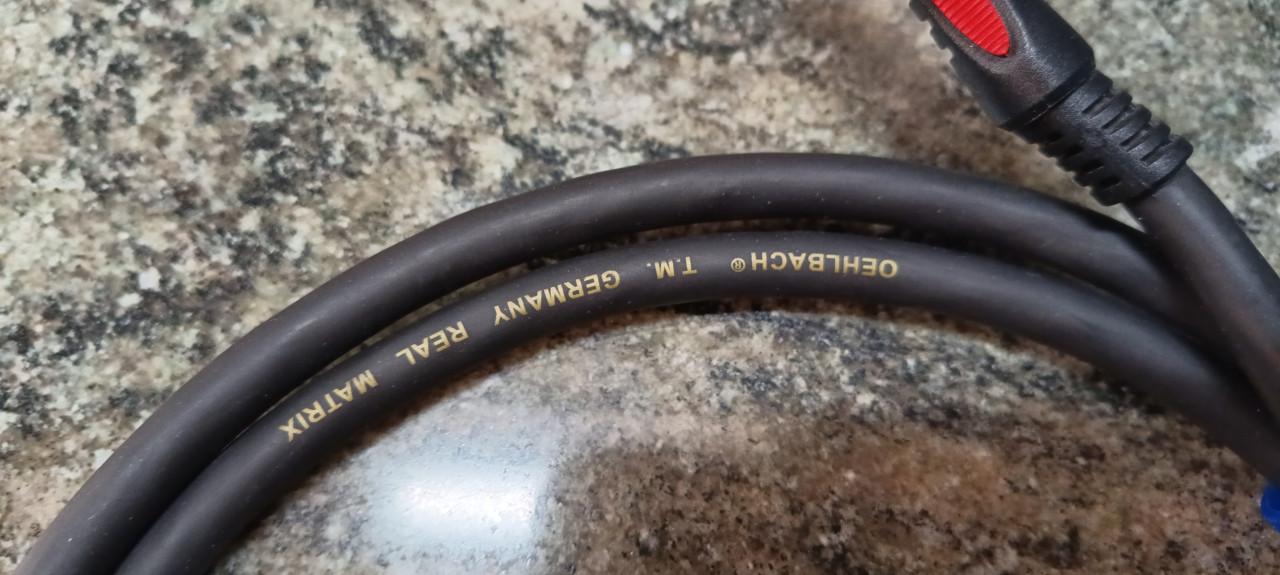 OEHLBACH® T.M. GERMANY REAL MATRIX